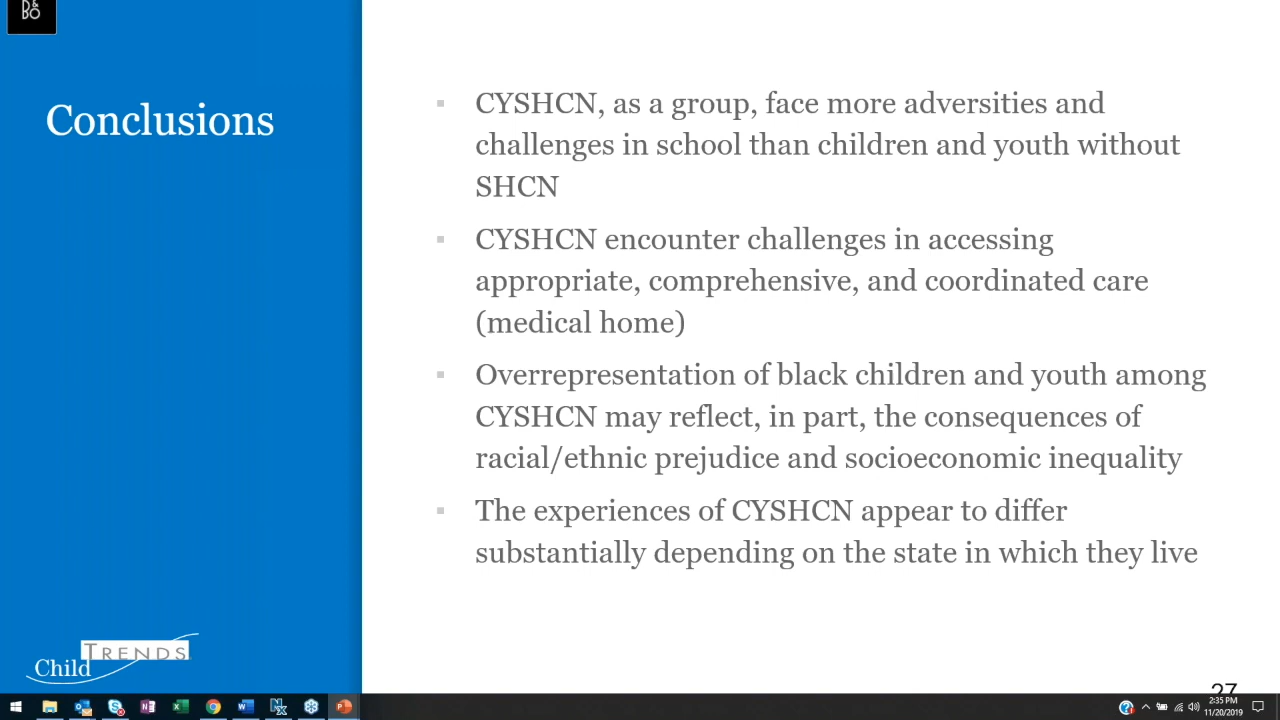 B&
BO
Conclusions
▪ CYSHCN, as a group, face more adversities and
challenges in school than children and youth without
SHCN
▪ CYSHCN encounter challenges in accessing
appropriate, comprehensive, and coordinated care
(medical home)
▪ Overrepresentation of black children and youth among
CYSHCN may reflect, in part, the consequences of
racial/ethnic prejudice and socioeconomic inequality
▪ The experiences of CYSHCN appear to differ
substantially depending on the state in which they live
Child TRENDS
27
2:35 PM
11/20/2019